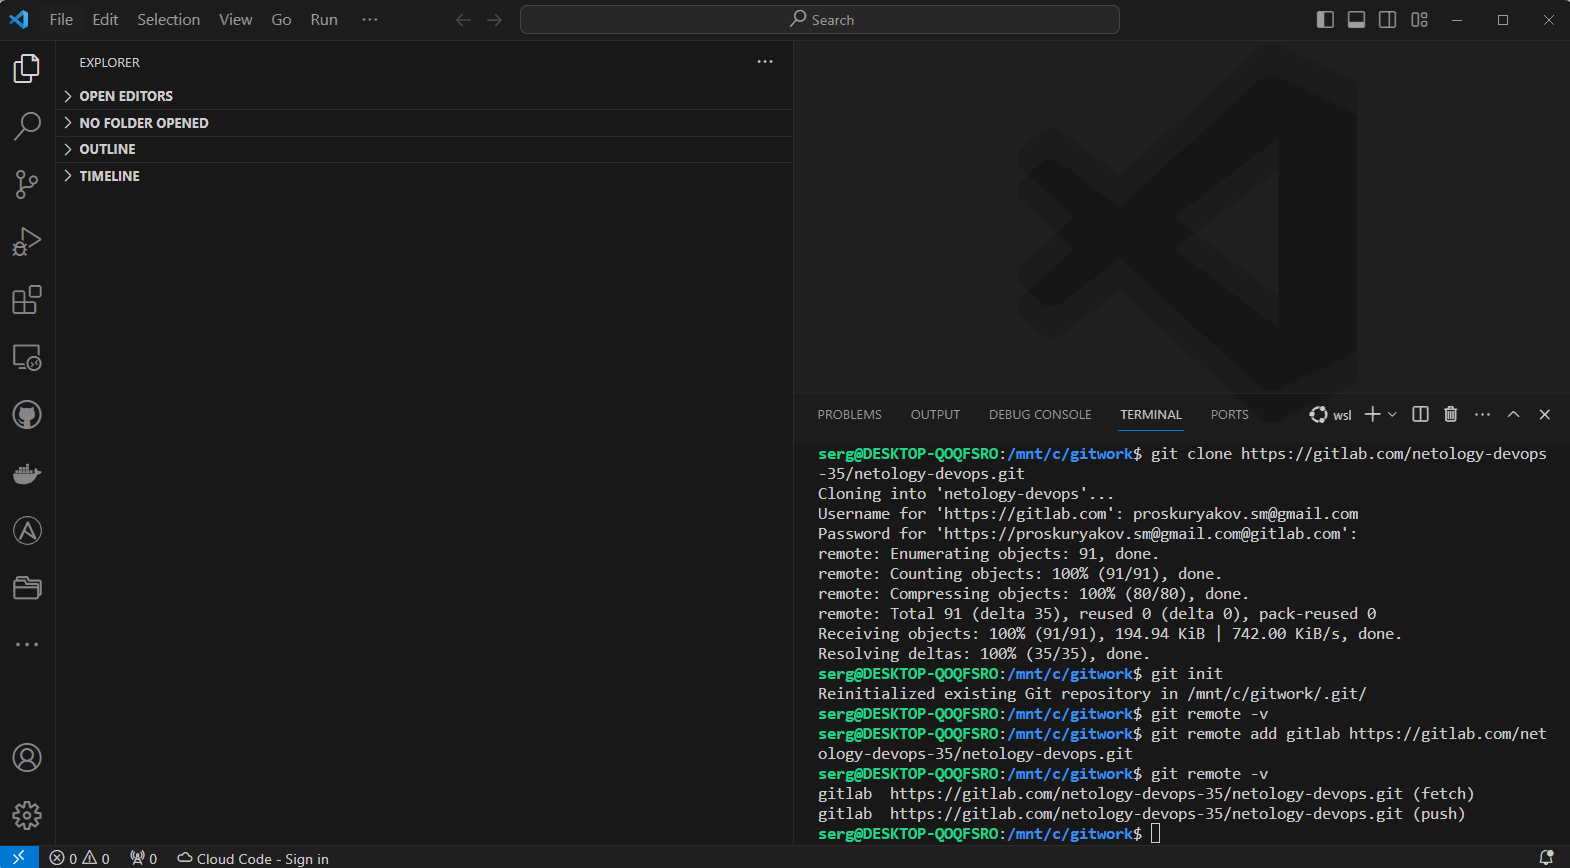 File Edit Selection View Go Run ···
Search
EXPLORER
OPEN EDITORS
NO FOLDER OPENED
OUTLINE
TIMELINE
PROBLEMS OUTPUT DEBUG CONSOLE TERMINAL PORTS wsl
serg@DESKTOP-QOQFSRO:/mnt/c/gitwork$ git clone https://gitlab.com/netology-devops
-35/netology-devops.git
Cloning into 'netology-devops'...
Username for 'https://gitlab.com': proskuryakov.sm@gmail.com
Password for 'https://proskuryakov.sm@gmail.com@gitlab.com':
remote: Enumerating objects: 91, done.
remote: Counting objects: 100% (91/91), done.
remote: Compressing objects: 100% (80/80), done.
remote: Total 91 (delta 35), reused 0 (delta 0), pack-reused 0
Receiving objects: 100% (91/91), 194.94 KiB | 742.00 KiB/s, done.
Resolving deltas: 100% (35/35), done.
serg@DESKTOP-QOQFSRO:/mnt/c/gitwork$ git init
Reinitialized existing Git repository in /mnt/c/gitwork/.git/
serg@DESKTOP-QOQFSRO:/mnt/c/gitwork$ git remote -v
serg@DESKTOP-QOQFSRO:/mnt/c/gitwork$ git remote add gitlab https://gitlab.com/net
ology-devops-35/netology-devops.git
serg@DESKTOP-QOQFSRO:/mnt/c/gitwork$ git remote -v
gitlab  https://gitlab.com/netology-devops-35/netology-devops.git (fetch)
gitlab  https://gitlab.com/netology-devops-35/netology-devops.git (push)
serg@DESKTOP-QOQFSRO:/mnt/c/gitwork$
0 0 0 Cloud Code - Sign in